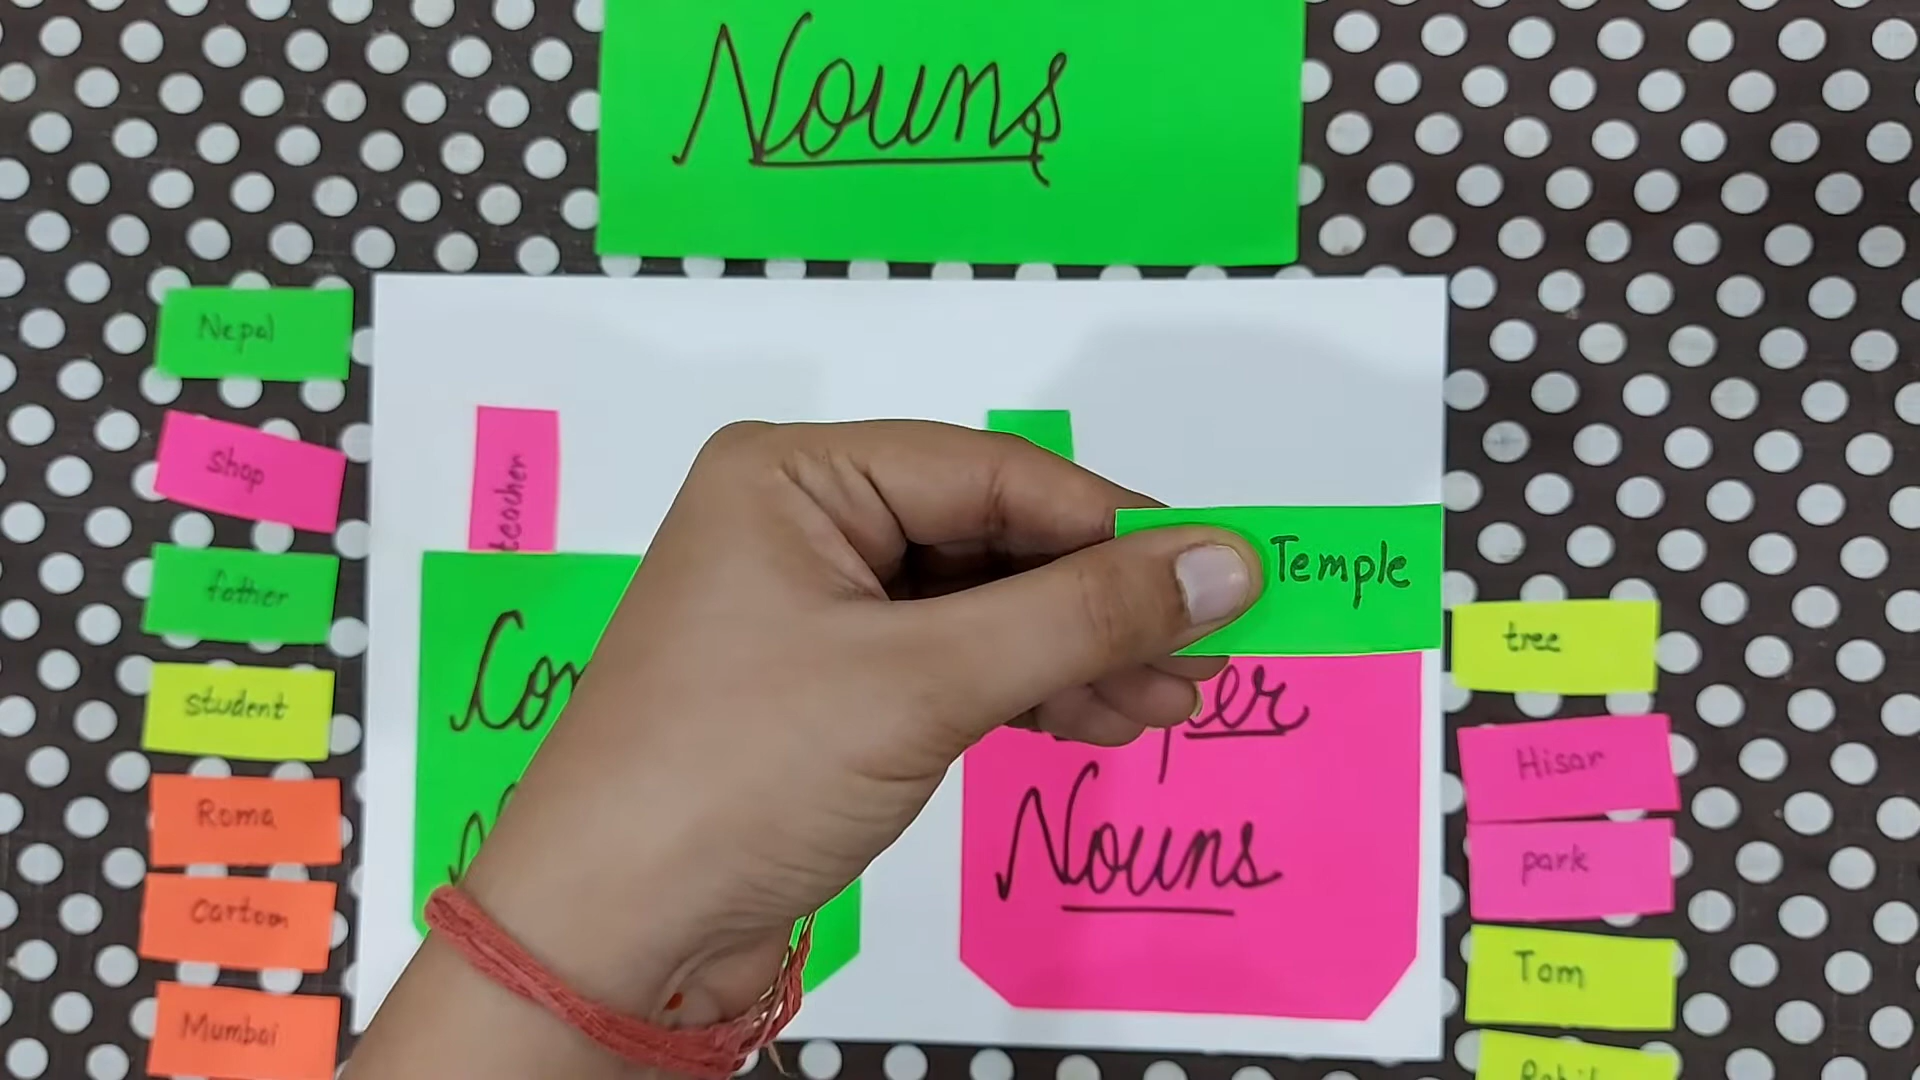 Nouns
Nepal
shop
father
student
Roma
Cartoon
Mumbai
teacher
Temple
Nouns
tree
Hisar
park
Tom